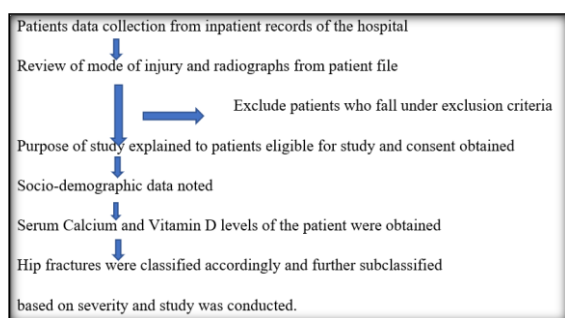 Patients data collection from inpatient records of the hospital
Review of mode of injury and radiographs from patient file
Exclude patients who fall under exclusion criteria
Purpose of study explained to patients eligible for study and consent obtained
Socio-demographic data noted
Serum Calcium and Vitamin D levels of the patient were obtained
Hip fractures were classified accordingly and further subclassified
based on severity and study was conducted.